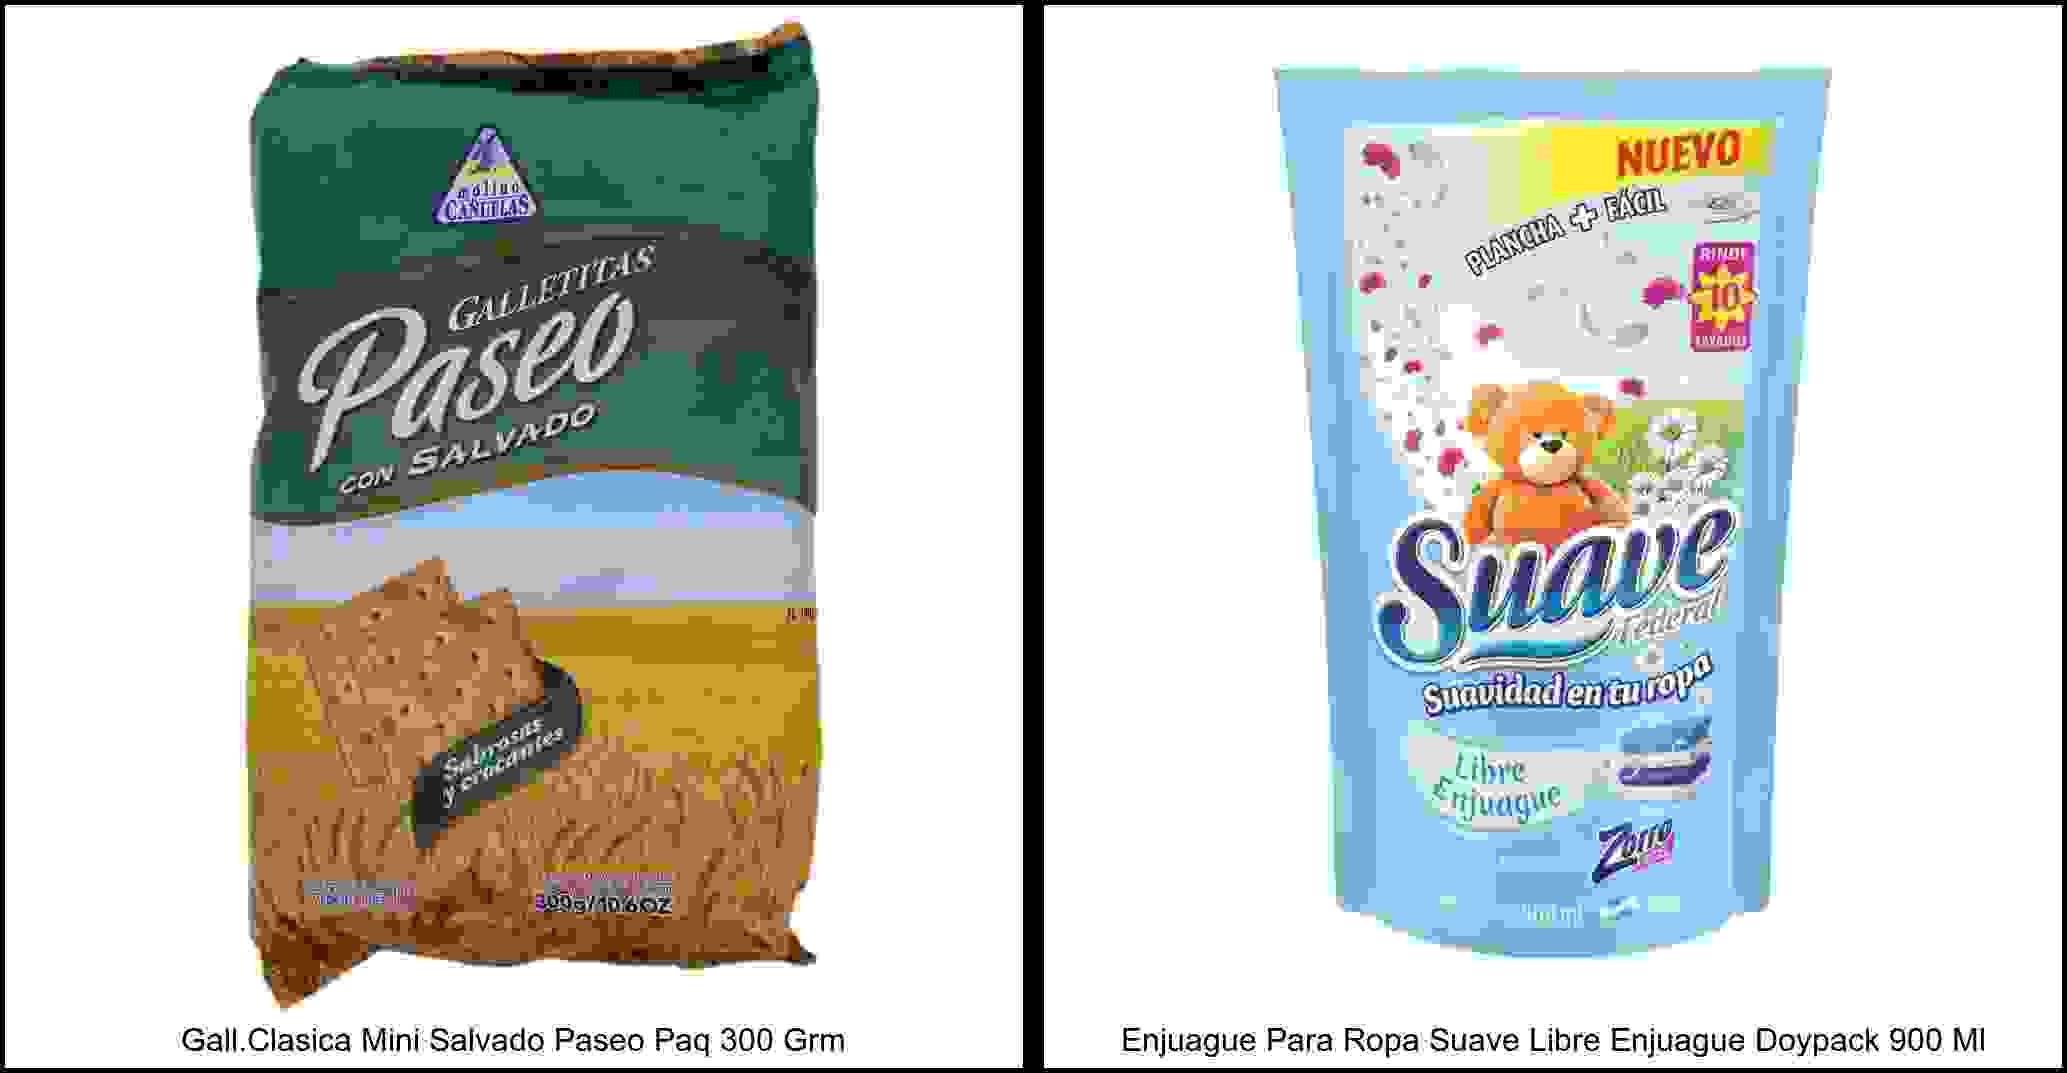 molino
CAÑUELAS
GALLETITAS
Paseo
CON SALVADO
Sabrosas
y crocantes
300g/10.6OZ
Gall.Clasica Mini Salvado Paseo Paq 300 Grm
NUEVO
PLANCHA + FÁCIL
RINDE
10
LAVADOS
Suave
Federal
Suavidad en tu ropa
Libre
Enjuague
Zorro
900 ml
Enjuague Para Ropa Suave Libre Enjuague Doypack 900 Ml